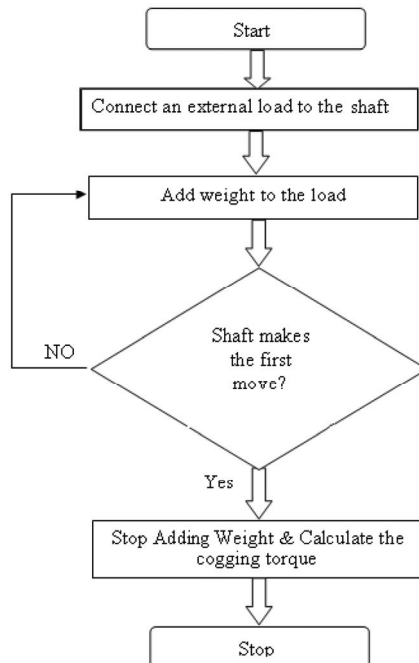 Start
Connect an external load to the shaft
Add weight to the load
Shaft makes
the first
move?
NO
Yes
Stop Adding Weight & Calculate the
cogging torque
Stop